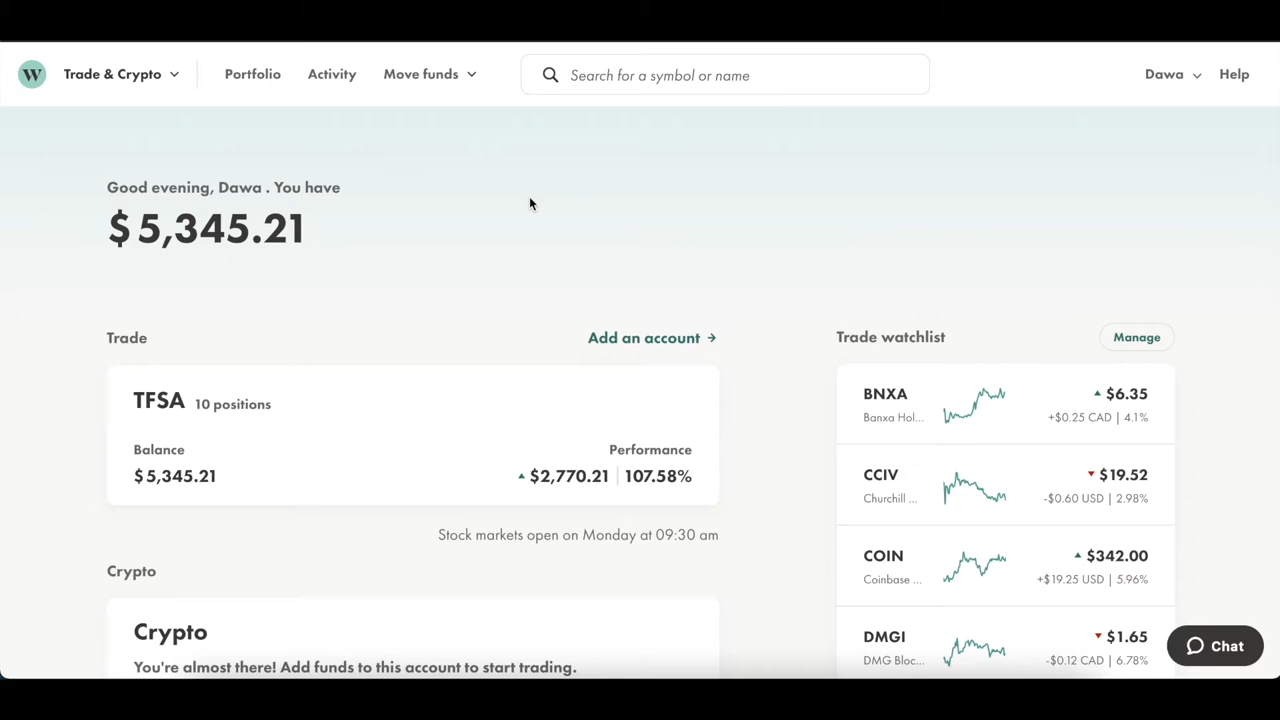 W Trade & Crypto Portfolio Activity Move funds Search for a symbol or name Dawa Help
Good evening, Dawa . You have
$5,345.21
Trade Add an account →
TFSA 10 positions
Balance Performance
$5,345.21 $2,770.21 107.58%
Stock markets open on Monday at 09:30 am
Crypto
Crypto
You're almost there! Add funds to this account to start trading.
Trade watchlist Manage
BNXA $6.35
Banxa Hol... +$0.25 CAD | 4.1%
CCIV $19.52
Churchill ... -$0.60 USD | 2.98%
COIN $342.00
Coinbase ... +$19.25 USD | 5.96%
DMGI $1.65
DMG Bloc... -$0.12 CAD | 6.78%
Chat